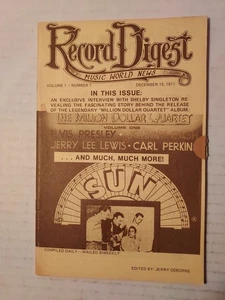 Record Digest
MUSIC WORLD NEWS
VOLUME 1 - NUMBER 7
DECEMBER 15, 1977
IN THIS ISSUE:
AN EXCLUSIVE INTERVIEW WITH SHELBY SINGLETON RE-
VEALING THE FASCINATING STORY BEHIND THE RELEASE
OF THE LEGENDARY "MILLION DOLLAR QUARTET" ALBUM.
THE MILLION DOLLAR QUARTET
VOLUME ONE
LVIS PRESLEY
JERRY LEE LEWIS - CARL PERKIN
. . . AND MUCH, MUCH MORE!
SUN
COMPILED DAILY - MAILED BIWEEKLY
EDITED BY: JERRY OSBORNE